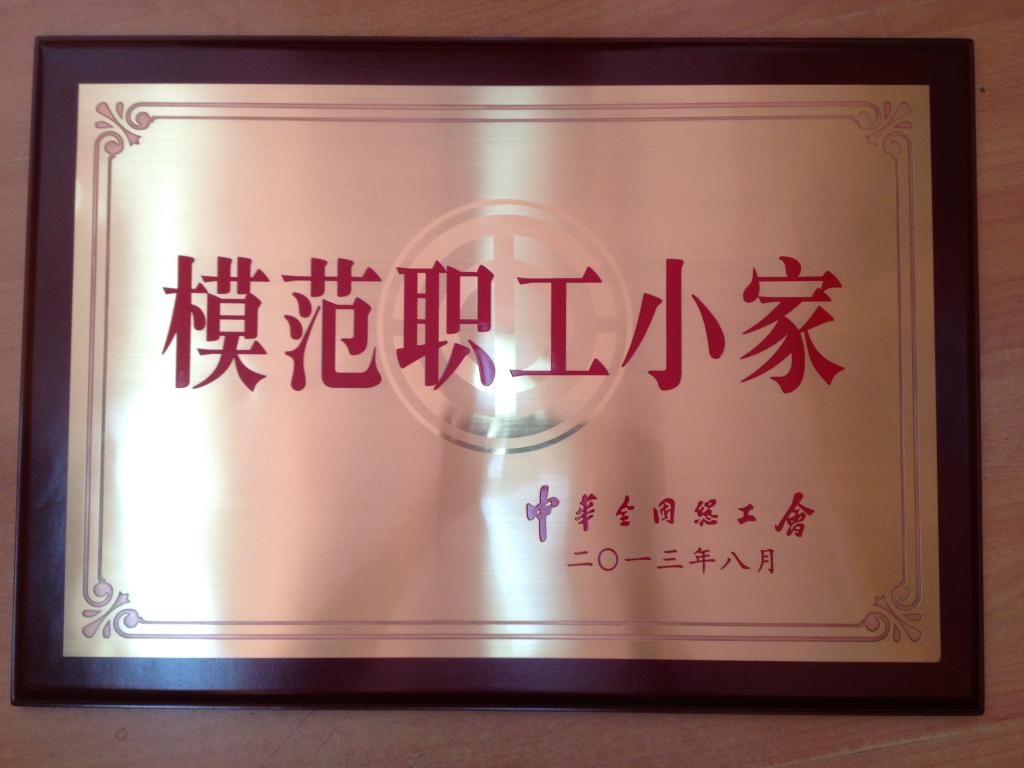 模范职工小家
中华全国总工會
二〇一三年八月